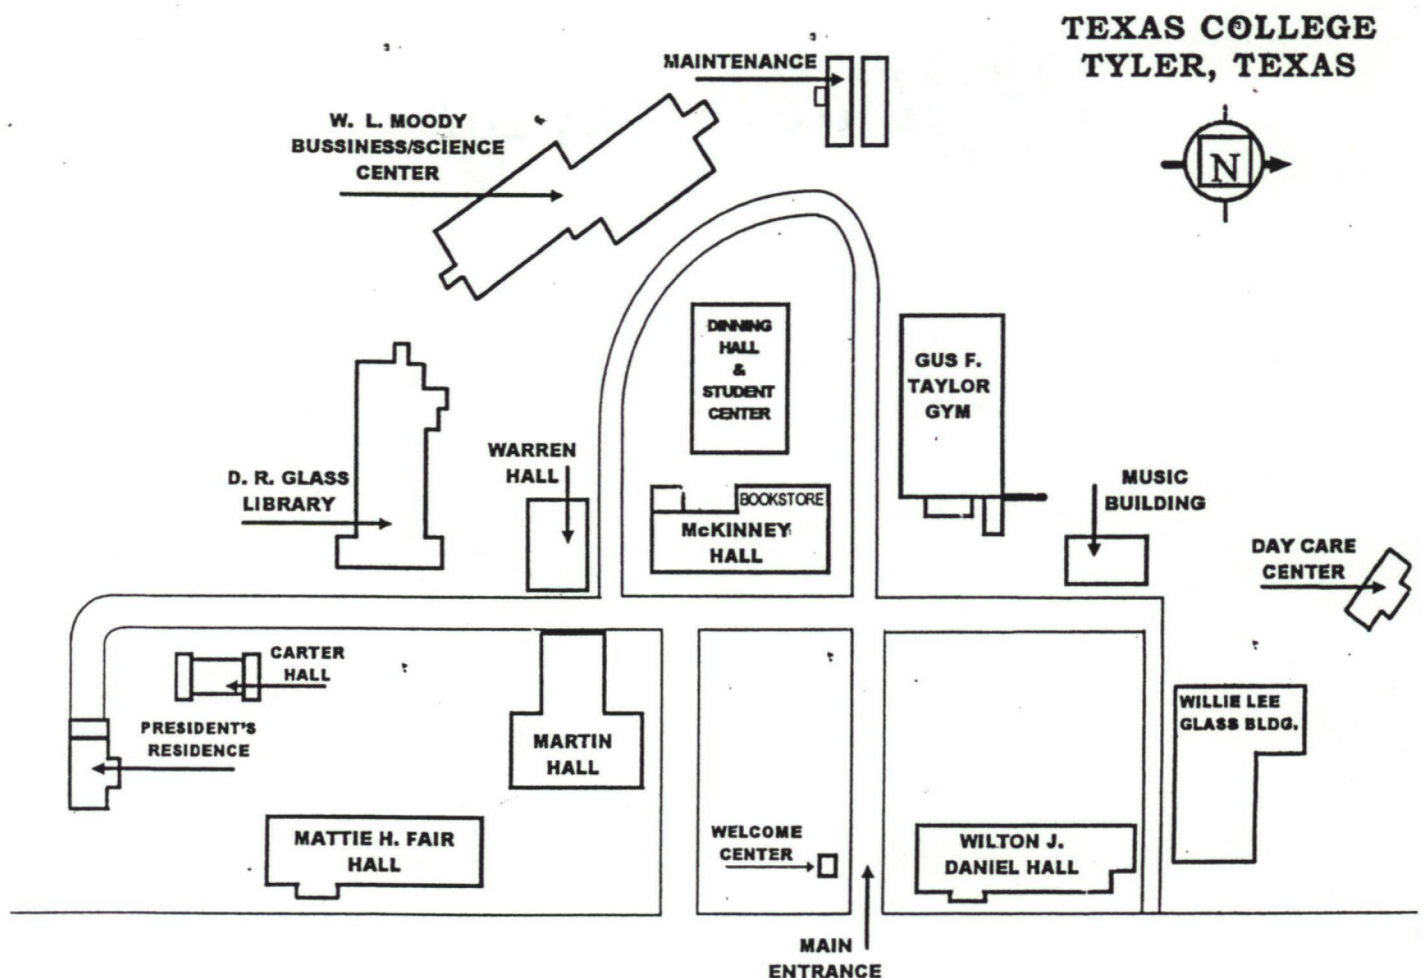 TEXAS COLLEGE
TYLER, TEXAS
N
MAINTENANCE
W. L. MOODY
BUSSINESS/SCIENCE
CENTER
DINNING
HALL
&
STUDENT
CENTER
GUS F.
TAYLOR
GYM
WARREN
HALL
D. R. GLASS
LIBRARY
BOOKSTORE
McKINNEY
HALL
MUSIC
BUILDING
DAY CARE
CENTER
CARTER
HALL
PRESIDENT'S
RESIDENCE
MARTIN
HALL
WILLIE LEE
GLASS BLDG.
MATTIE H. FAIR
HALL
WELCOME
CENTER
WILTON J.
DANIEL HALL
MAIN
ENTRANCE